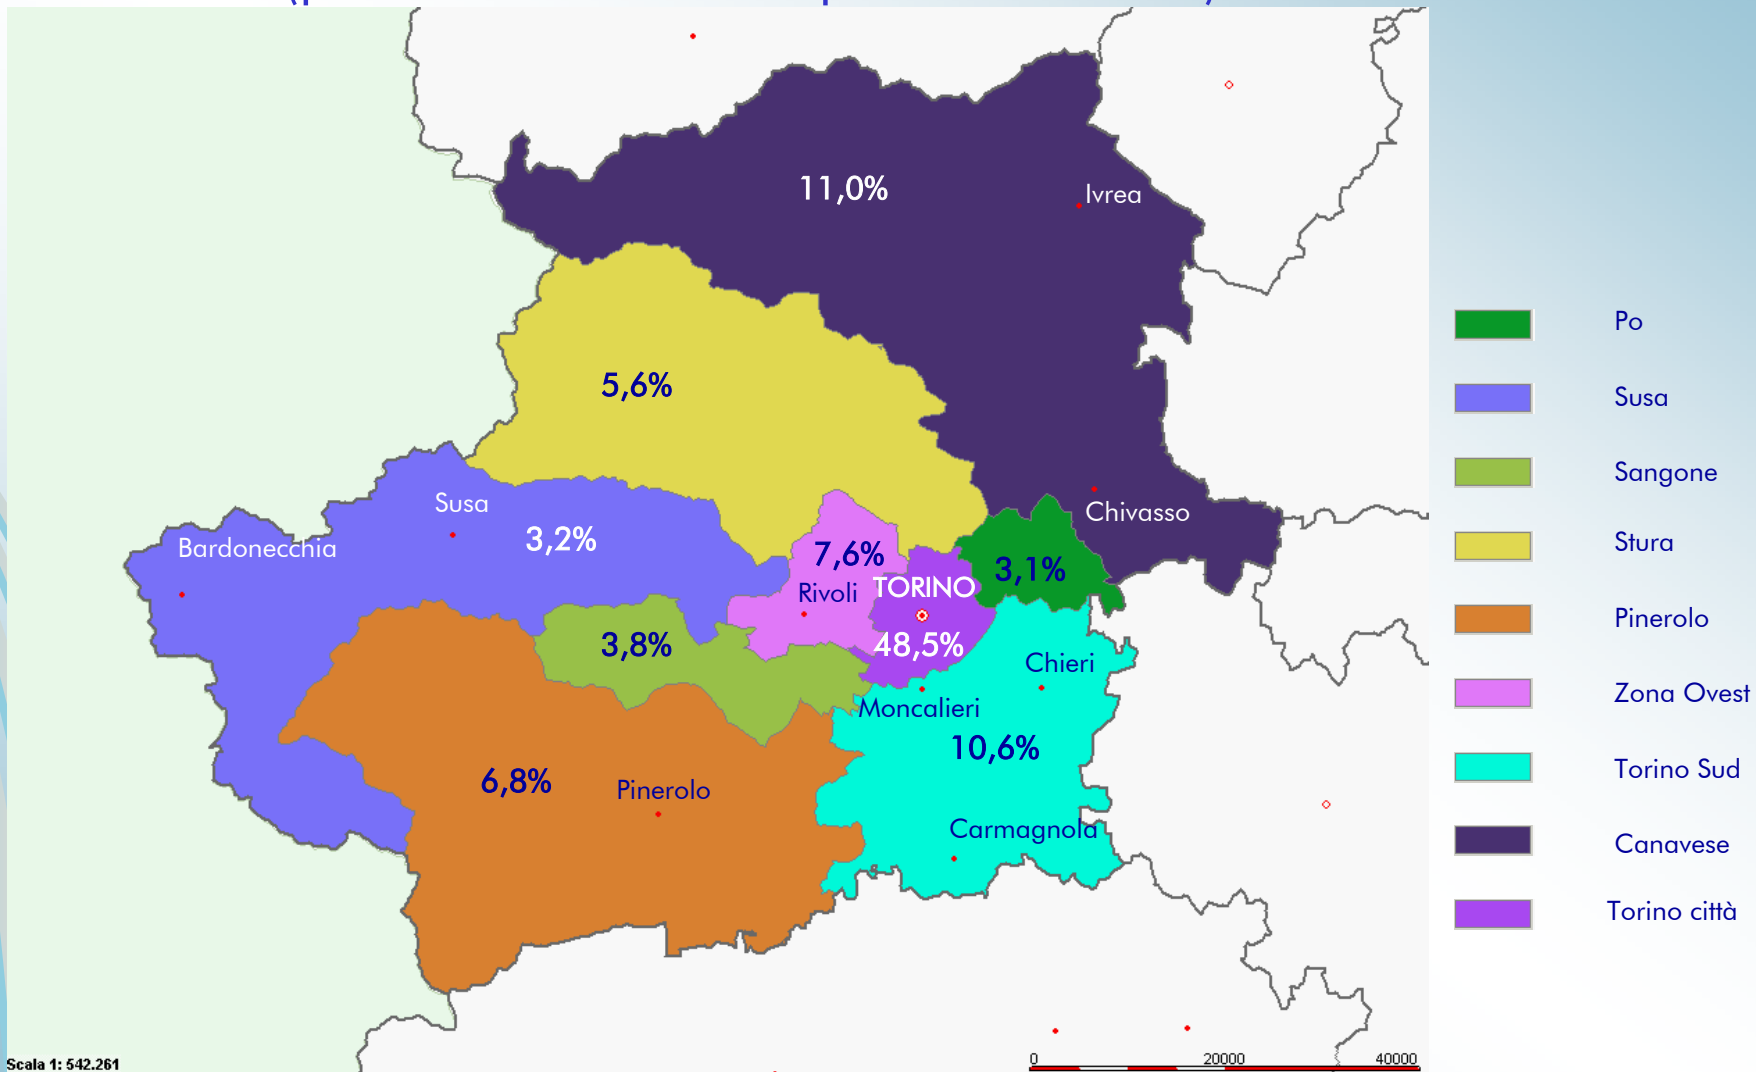 11,0%
Ivrea
5,6%
Susa
3,2%
Bardonecchia
Chivasso
7,6%
3,1%
TORINO
Rivoli
3,8%
48,5%
Chieri
Moncalieri
10,6%
6,8%
Pinerolo
Carmagnola
Po
Susa
Sangone
Stura
Pinerolo
Zona Ovest
Torino Sud
Canavese
Torino città
Scala 1: 542.261
0 20000 40000